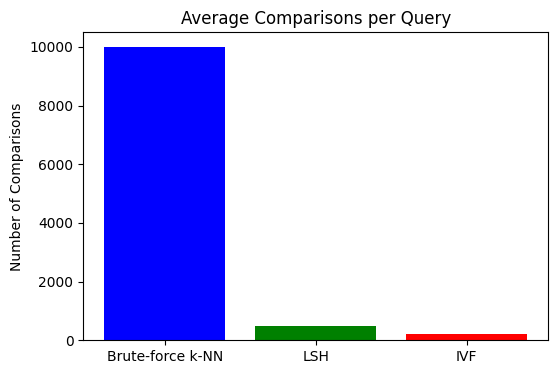 Average Comparisons per Query
Number of Comparisons
10000
8000
6000
4000
2000
0
Brute-force k-NN LSH IVF